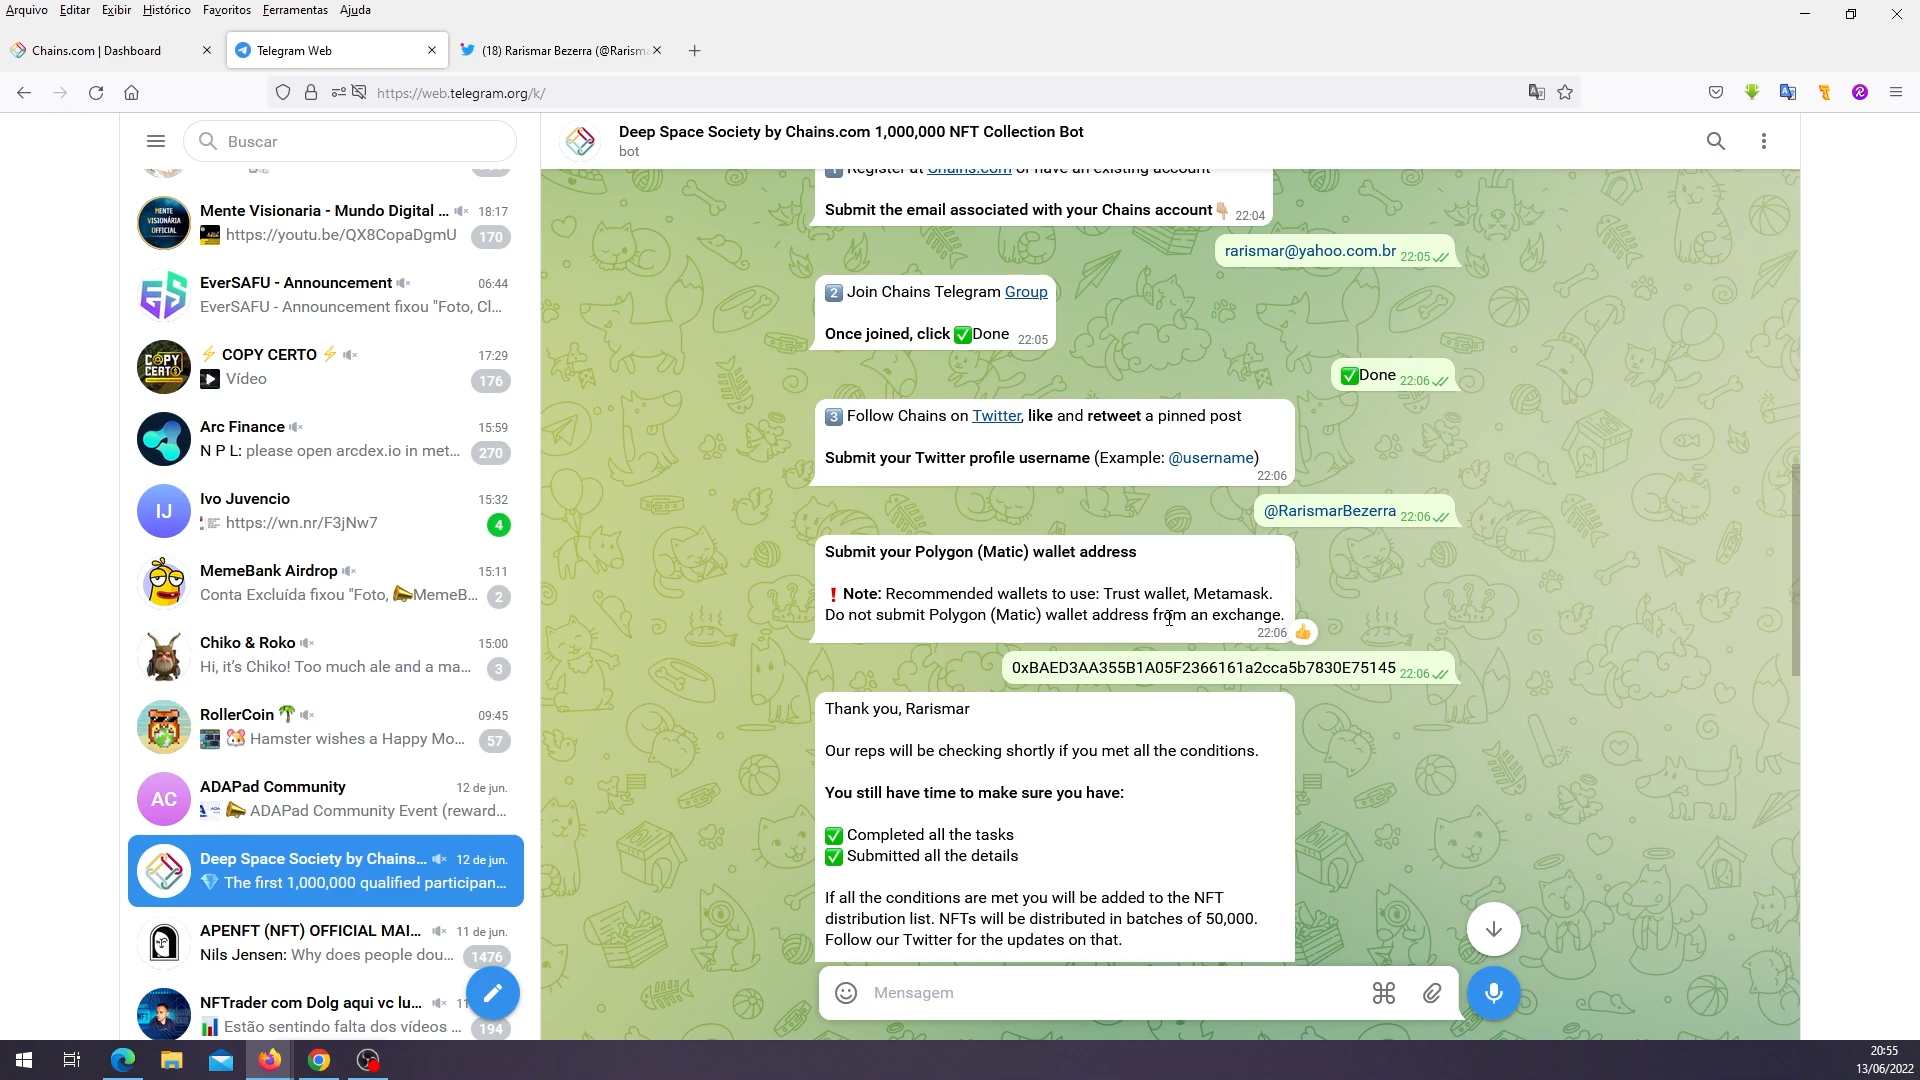 Arquivo Editar Exibir Histórico Favoritos Ferramentas Ajuda
Chains.com | Dashboard
Telegram Web
(18) Rarismar Bezerra (@Rarism
https://web.telegram.org/k/
Buscar
Deep Space Society by Chains.com 1,000,000 NFT Collection Bot
bot
Mente Visionaria - Mundo Digital ... 18:17
MENTE VISIONÁRIA OFFICIAL
https://youtu.be/QX8CopaDgmU 170
EverSAFU - Announcement 06:44
EverSAFU - Announcement fixou "Foto, Cl...
⚡ COPY CERTO ⚡ 17:29
Vídeo 176
Arc Finance 15:59
N P L: please open arcdex.io in met... 270
Ivo Juvencio 15:32
IJ
https://wn.nr/F3jNw7 4
MemeBank Airdrop 15:11
Conta Excluída fixou "Foto, 📣MemeB... 2
Chiko & Roko 15:00
Hi, it's Chiko! Too much ale and a ma... 3
RollerCoin 🌴 09:45
🐹 Hamster wishes a Happy Mo... 57
ADAPad Community 12 de jun.
AC
📣 ADAPad Community Event (reward...
Deep Space Society by Chains... 12 de jun.
💎 The first 1,000,000 qualified participan...
APENFT (NFT) OFFICIAL MAI... 11 de jun.
Nils Jensen: Why does people dou... 1476
NFTrader com Dolg aqui vc lu... 11
📊 Estão sentindo falta dos vídeos ... 194
1 Register at Chains.com or have an existing account
Submit the email associated with your Chains account👇🏼 22:04
rarismar@yahoo.com.br 22:05
2 Join Chains Telegram Group
Once joined, click ✅Done 22:05
✅Done 22:06
3 Follow Chains on Twitter, like and retweet a pinned post
Submit your Twitter profile username (Example: @username)
22:06
@RarismarBezerra 22:06
Submit your Polygon (Matic) wallet address
❗Note: Recommended wallets to use: Trust wallet, Metamask.
Do not submit Polygon (Matic) wallet address from an exchange.
22:06 👍
0xBAED3AA355B1A05F2366161a2cca5b7830E75145 22:06
Thank you, Rarismar
Our reps will be checking shortly if you met all the conditions.
You still have time to make sure you have:
✅ Completed all the tasks
✅ Submitted all the details
If all the conditions are met you will be added to the NFT
distribution list. NFTs will be distributed in batches of 50,000.
Follow our Twitter for the updates on that.
Mensagem
20:55
13/06/2022